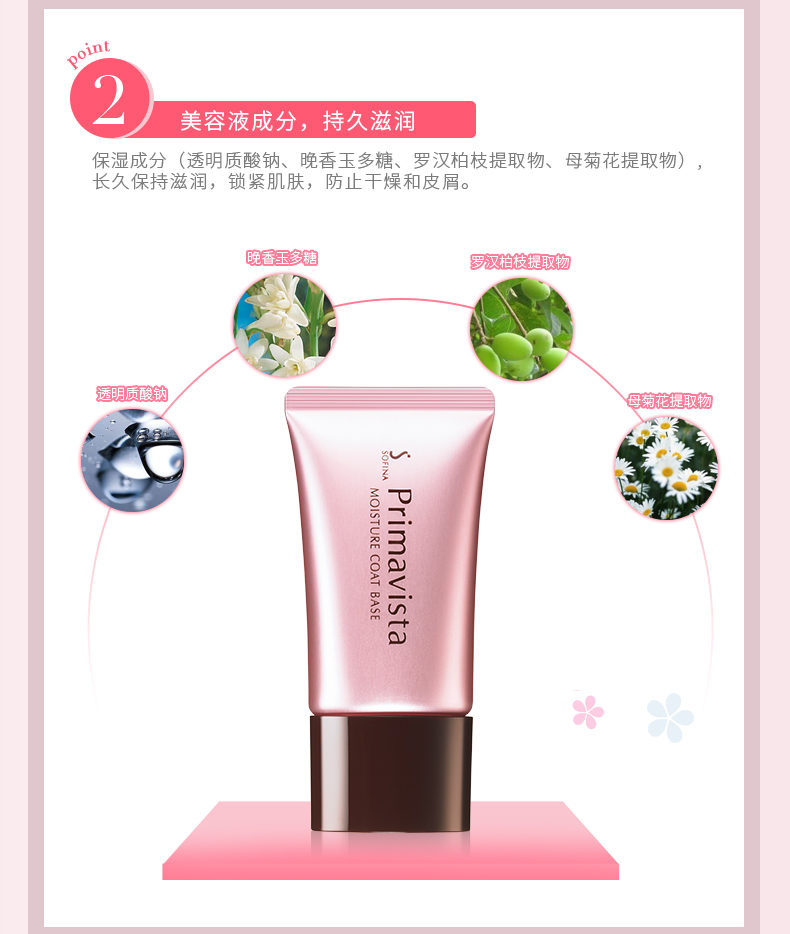 point
2
美容液成分，持久滋润
保湿成分（透明质酸钠、晚香玉多糖、罗汉柏枝提取物、母菊花提取物），
长久保持滋润，锁紧肌肤，防止干燥和皮屑。
晚香玉多糖
罗汉柏枝提取物
透明质酸钠
母菊花提取物
SOFINA
Primavista
MOISTURE COAT BASE